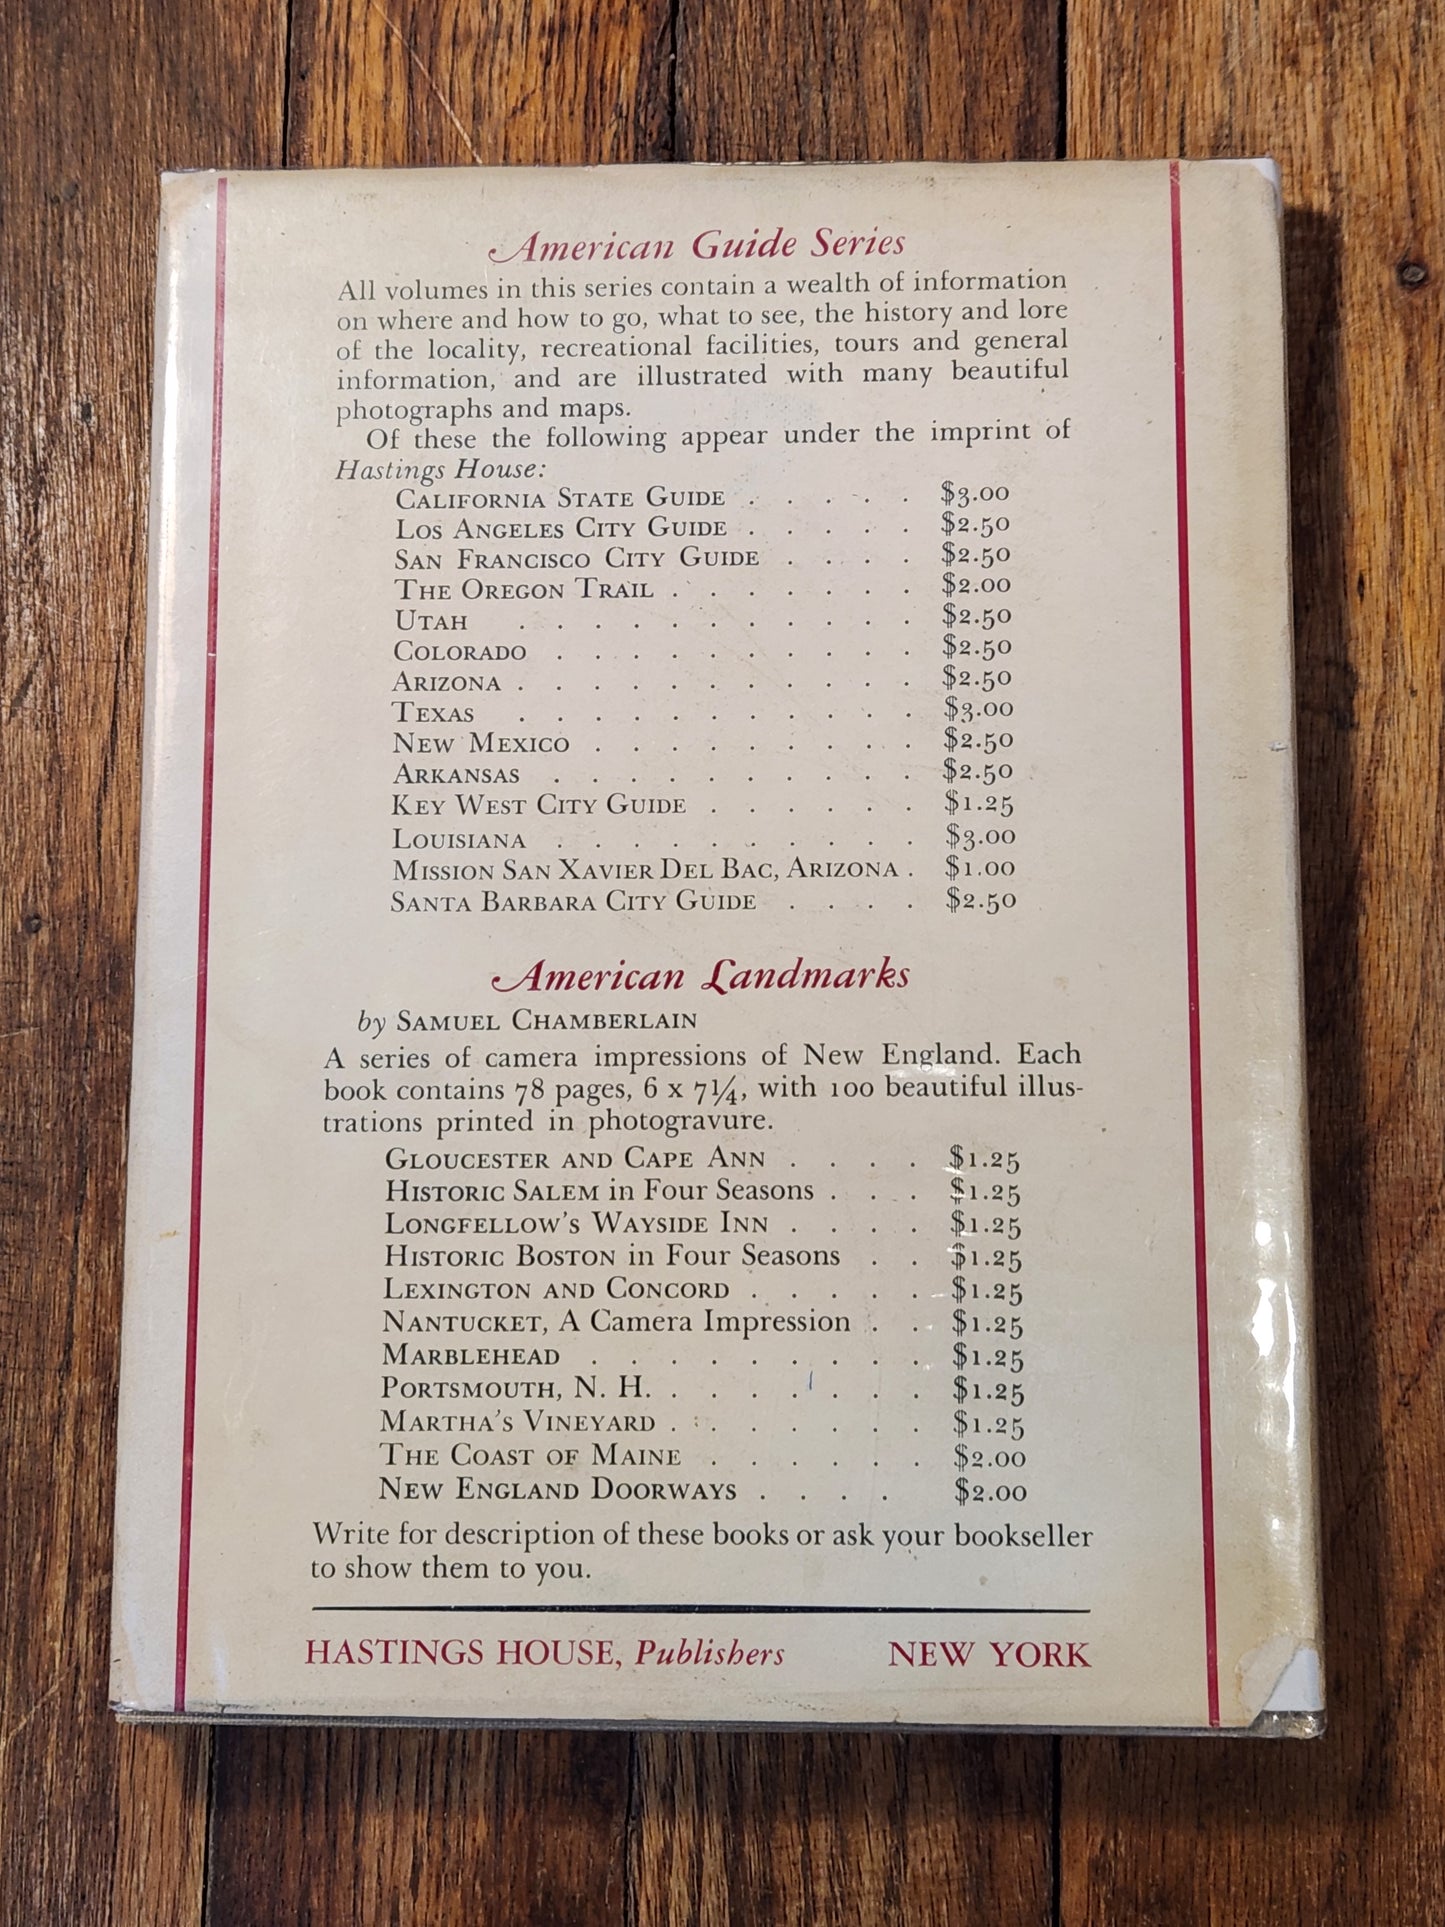 American Guide Series
All volumes in this series contain a wealth of information
on where and how to go, what to see, the history and lore
of the locality, recreational facilities, tours and general
information, and are illustrated with many beautiful
photographs and maps.
Of these the following appear under the imprint of
Hastings House:
CALIFORNIA STATE GUIDE . . . . . $3.00
LOS ANGELES CITY GUIDE . . . . . $2.50
SAN FRANCISCO CITY GUIDE . . . . $2.50
THE OREGON TRAIL . . . . . . . $2.00
UTAH . . . . . . . . . . . $2.50
COLORADO . . . . . . . . . . $2.50
ARIZONA . . . . . . . . . . . $2.50
TEXAS . . . . . . . . . . . $3.00
NEW MEXICO . . . . . . . . . $2.50
ARKANSAS . . . . . . . . . . $2.50
KEY WEST CITY GUIDE . . . . . . $1.25
LOUISIANA . . . . . . . . . . $3.00
MISSION SAN XAVIER DEL BAC, ARIZONA . $1.00
SANTA BARBARA CITY GUIDE . . . . $2.50
American Landmarks
by SAMUEL CHAMBERLAIN
A series of camera impressions of New England. Each
book contains 78 pages, 6 x 7¼, with 100 beautiful illus-
trations printed in photogravure.
GLOUCESTER AND CAPE ANN . . . . $1.25
HISTORIC SALEM in Four Seasons . . . $1.25
LONGFELLOW'S WAYSIDE INN . . . . $1.25
HISTORIC BOSTON in Four Seasons . . $1.25
LEXINGTON AND CONCORD . . . . . $1.25
NANTUCKET, A Camera Impression . . $1.25
MARBLEHEAD . . . . . . . . . $1.25
PORTSMOUTH, N. H. . . . . . . . $1.25
MARTHA'S VINEYARD . . . . . . . $1.25
THE COAST OF MAINE . . . . . . $2.00
NEW ENGLAND DOORWAYS . . . . $2.00
Write for description of these books or ask your bookseller
to show them to you.
HASTINGS HOUSE, Publishers NEW YORK